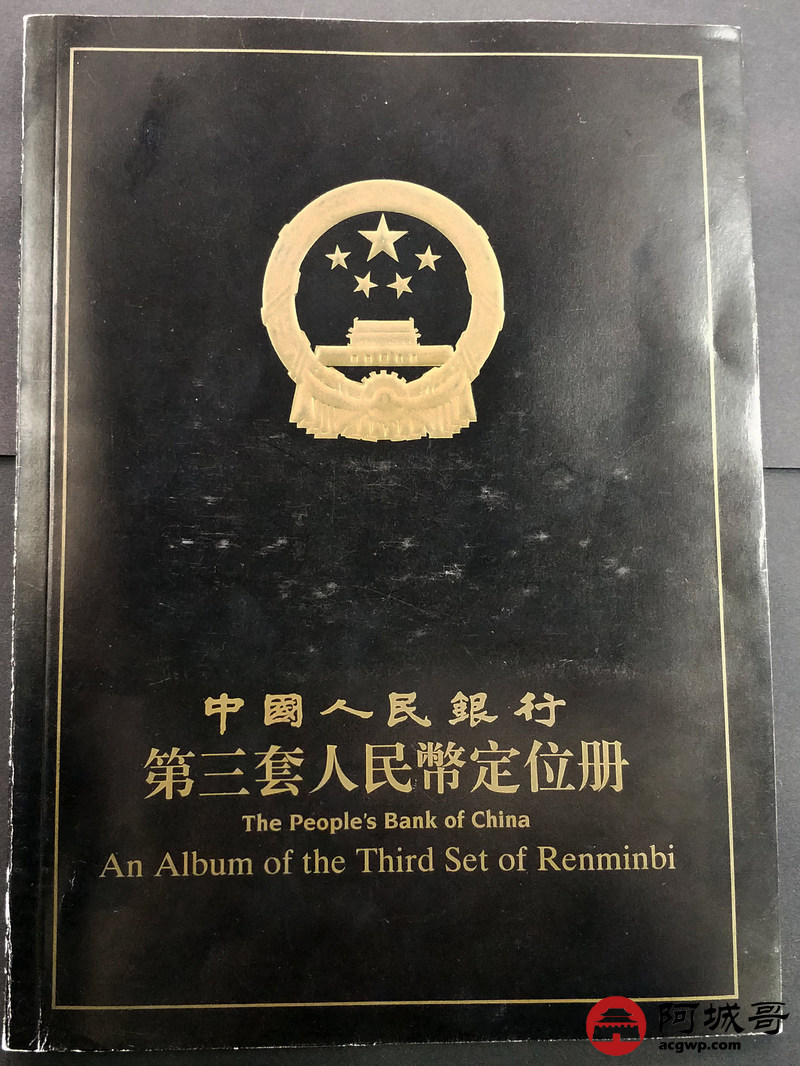 中國人民銀行
第三套人民幣定位册
The People's Bank of China
An Album of the Third Set of Renminbi
阿城哥
acgwp.com